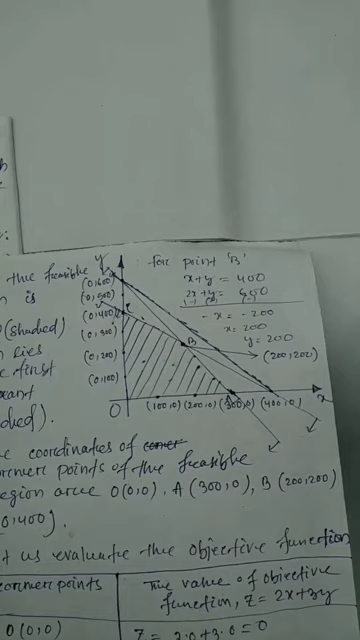 the feasible
n is
(shaded)
lies
e first
rant
ded).
y
(0,600)
(0,500)
(0,400)
(0,300)
(0,200)
(0,100)
O
C
B
A
(100,0) (200,0) (300,0) (400,0)
x
For point 'B'
x+y = 400
2x+y = 600
(-) (-) (-)
-x = -200
x = 200
y = 200
(200,200)
e coordinates of
orner points of the feasible
egion are O(0,0), A(300,0), B(200,200)
0,400).
t us evaluate the objective function
corner points
The value of objective
function, Z = 2x+3y
O(0,0)
Z = 2.0+3.0=0